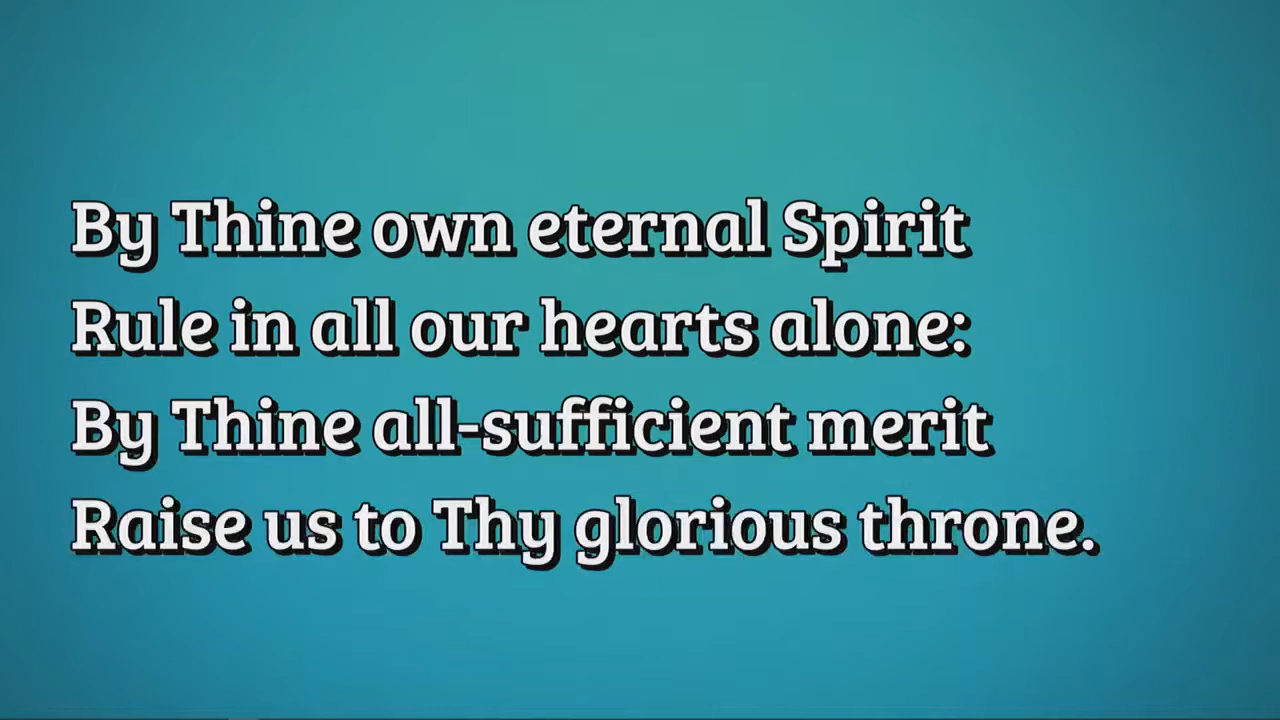 By Thine own eternal Spirit
Rule in all our hearts alone:
By Thine all-sufficient merit
Raise us to Thy glorious throne.